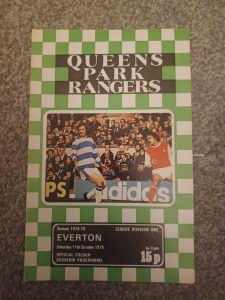 QUEENS
PARK
RANGERS
PS.
adidas
Season 1975-76
LEAGUE DIVISION ONE
EVERTON
Saturday 11th October 1975
OFFICIAL COLOUR
SOUVENIR PROGRAMME
15p